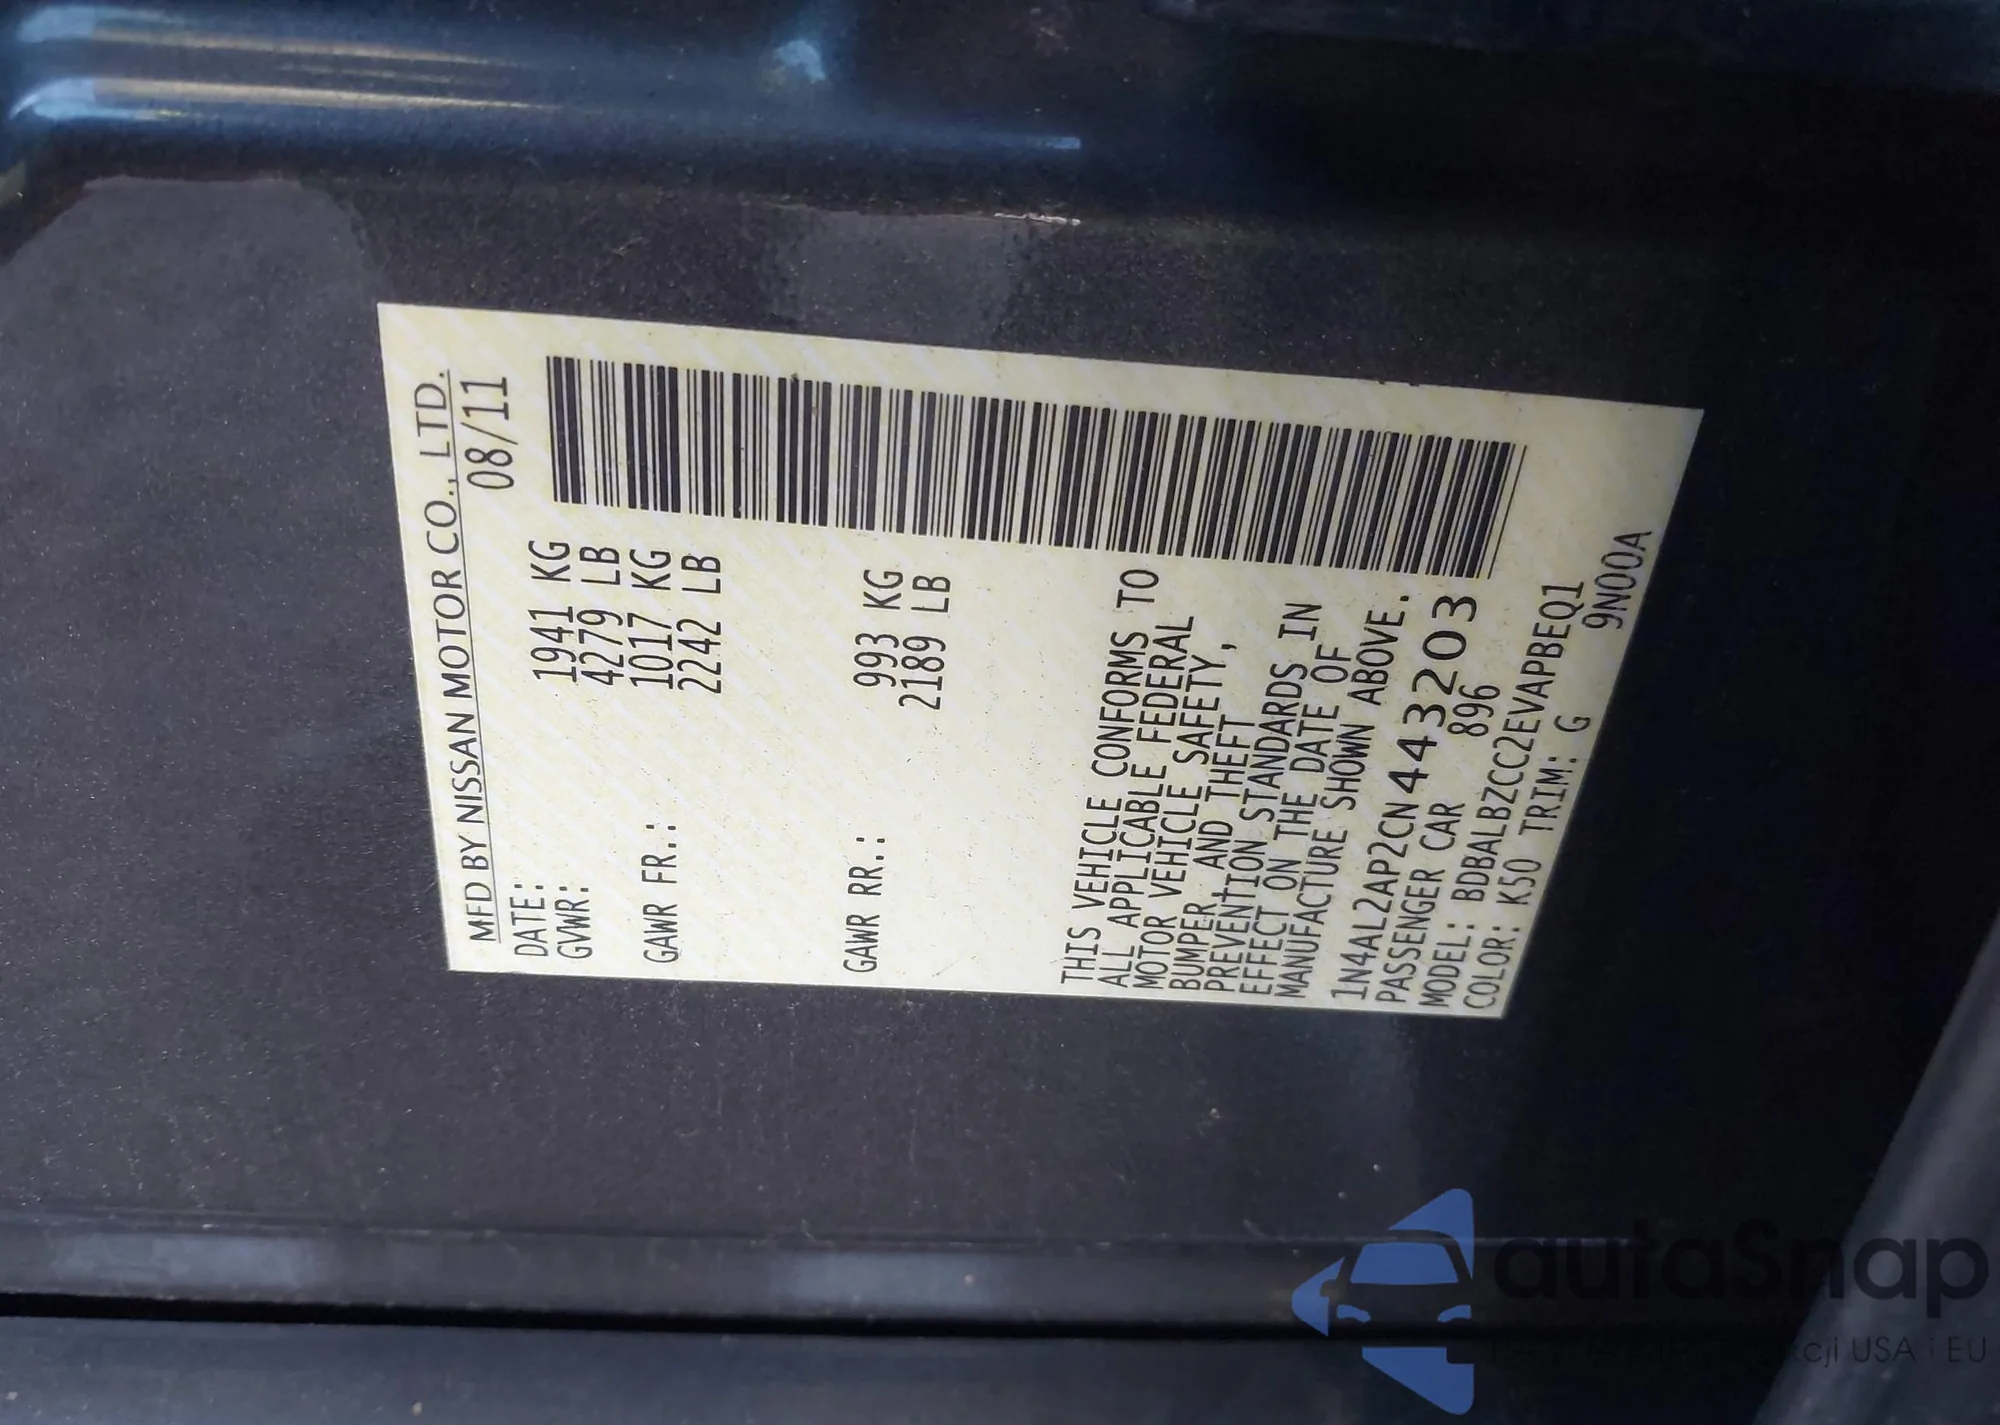 MFD BY NISSAN MOTOR CO., LTD.
DATE: 08/11
GVWR: 1941 KG
4279 LB
GAWR FR.: 1017 KG
2242 LB
GAWR RR.: 993 KG
2189 LB
THIS VEHICLE CONFORMS TO
ALL APPLICABLE FEDERAL
MOTOR VEHICLE SAFETY,
BUMPER AND THEFT
PREVENTION STANDARDS IN
EFFECT ON THE DATE OF
MANUFACTURE SHOWN ABOVE.
1N4AL2AP2CN443203
PASSENGER CAR 896
MODEL: BDBALBZCC2EVAPBEQ1
COLOR: K50 TRIM: G 9N00A
autaSnap
USA i EU